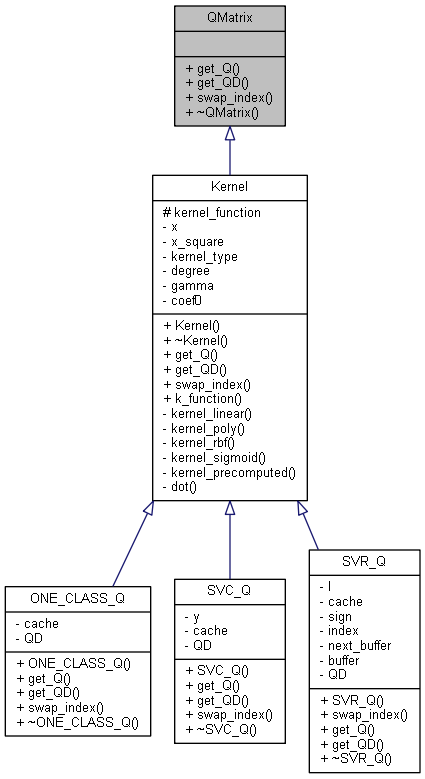 QMatrix
+ get_Q()
+ get_QD()
+ swap_index()
+ ~QMatrix()
Kernel
# kernel_function
- x
- x_square
- kernel_type
- degree
- gamma
- coef0
+ Kernel()
+ ~Kernel()
+ get_Q()
+ get_QD()
+ swap_index()
+ k_function()
- kernel_linear()
- kernel_poly()
- kernel_rbf()
- kernel_sigmoid()
- kernel_precomputed()
- dot()
ONE_CLASS_Q
- cache
- QD
+ ONE_CLASS_Q()
+ get_Q()
+ get_QD()
+ swap_index()
+ ~ONE_CLASS_Q()
SVC_Q
- y
- cache
- QD
+ SVC_Q()
+ get_Q()
+ get_QD()
+ swap_index()
+ ~SVC_Q()
SVR_Q
- l
- cache
- sign
- index
- next_buffer
- buffer
- QD
+ SVR_Q()
+ swap_index()
+ get_Q()
+ get_QD()
+ ~SVR_Q()